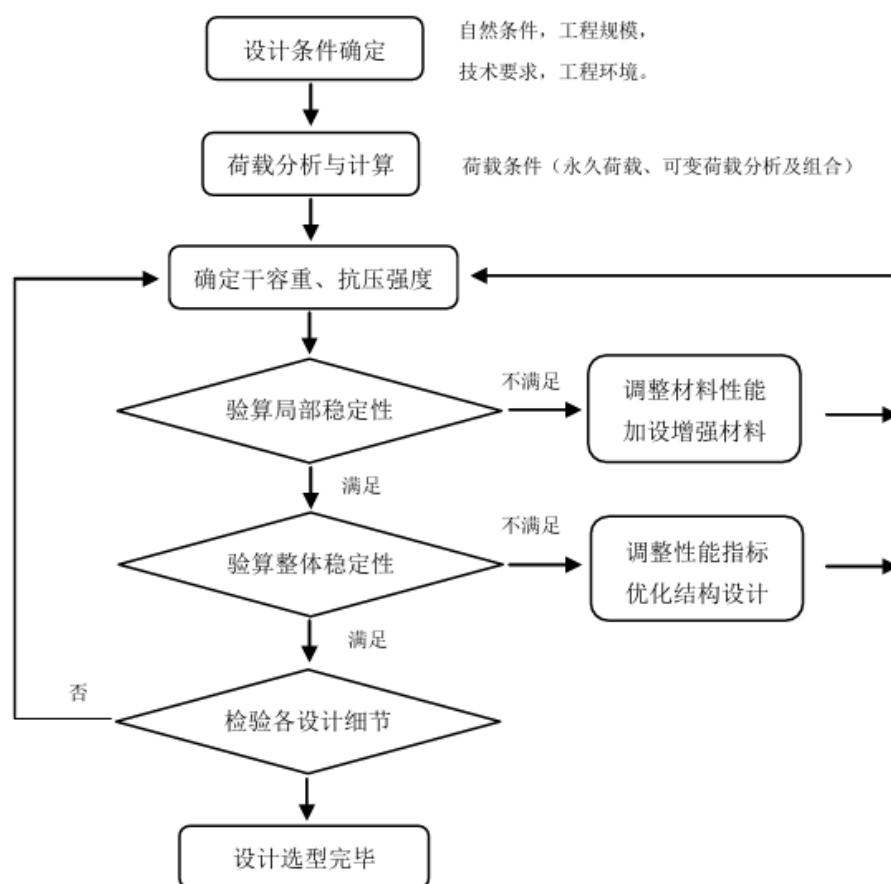 设计条件确定
自然条件，工程规模，
技术要求，工程环境。
荷载分析与计算
荷载条件（永久荷载、可变荷载分析及组合）
确定干容重、抗压强度
验算局部稳定性
不满足
调整材料性能
加设增强材料
满足
验算整体稳定性
不满足
调整性能指标
优化结构设计
满足
否
检验各设计细节
设计选型完毕